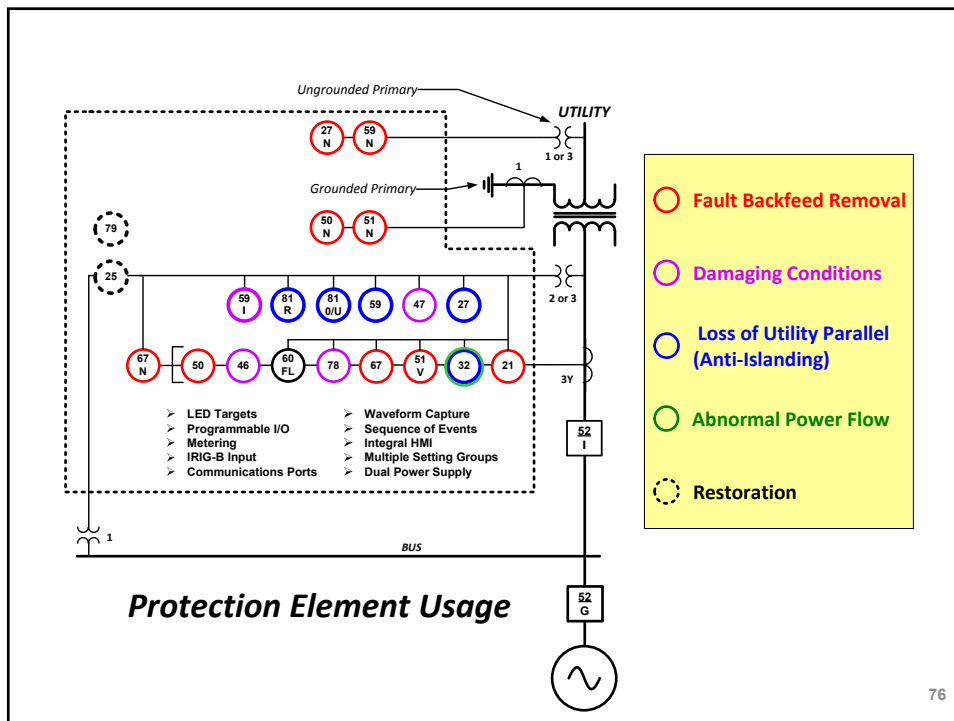 Ungrounded Primary
UTILITY
27
N
59
N
1 or 3
1
Grounded Primary
50
N
51
N
79
25
2 or 3
59
I
81
R
81
0/U
59
47
27
67
N
50
46
60
FL
78
67
51
V
32
21
3Y
➢ LED Targets
➢ Programmable I/O
➢ Metering
➢ IRIG-B Input
➢ Communications Ports
➢ Waveform Capture
➢ Sequence of Events
➢ Integral HMI
➢ Multiple Setting Groups
➢ Dual Power Supply
52
I
1
BUS
52
G
Protection Element Usage
Fault Backfeed Removal
Damaging Conditions
Loss of Utility Parallel
(Anti-Islanding)
Abnormal Power Flow
Restoration
76